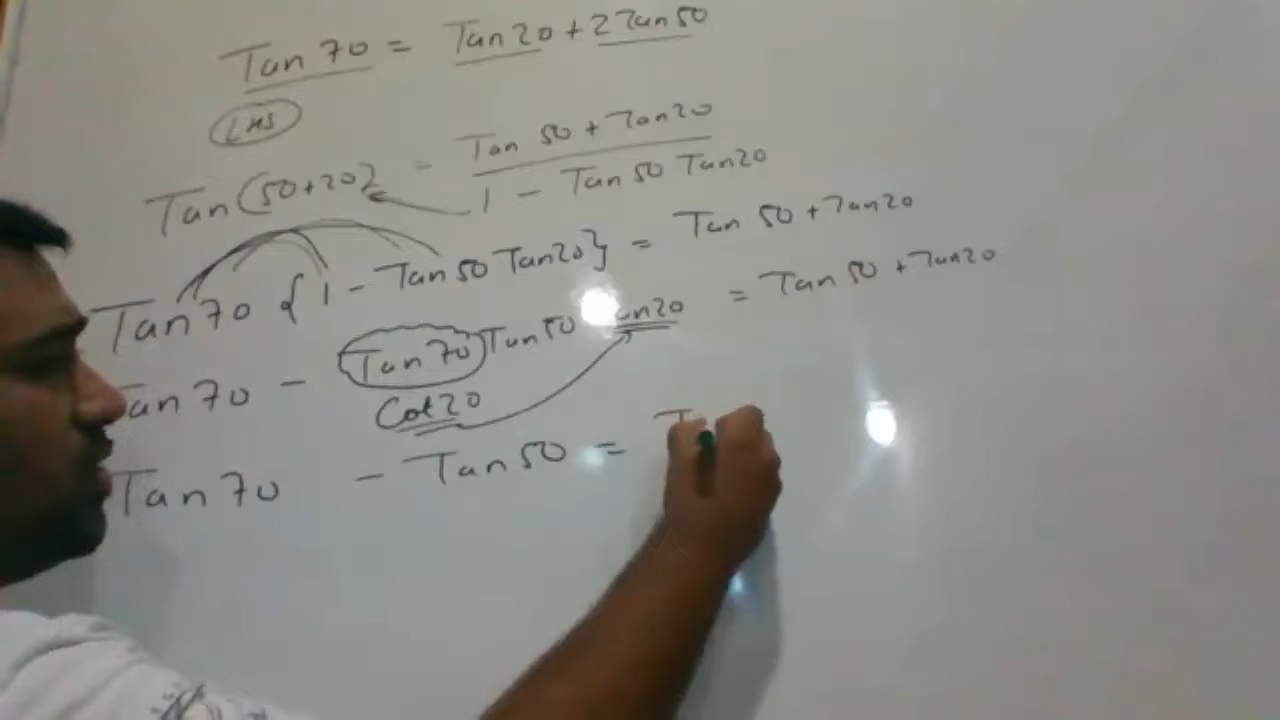 Tan 70 = Tan 20 + 2 Tan 50
LHS
Tan (50+20) = Tan 50 + Tan 20 / 1 - Tan 50 Tan 20
Tan 70 { 1 - Tan 50 Tan 20 } = Tan 50 + Tan 20
Tan 70 - Tan 70 Tan 50 Tan 20 = Tan 50 + Tan 20
Cot 20
Tan 70 - Tan 50 = T